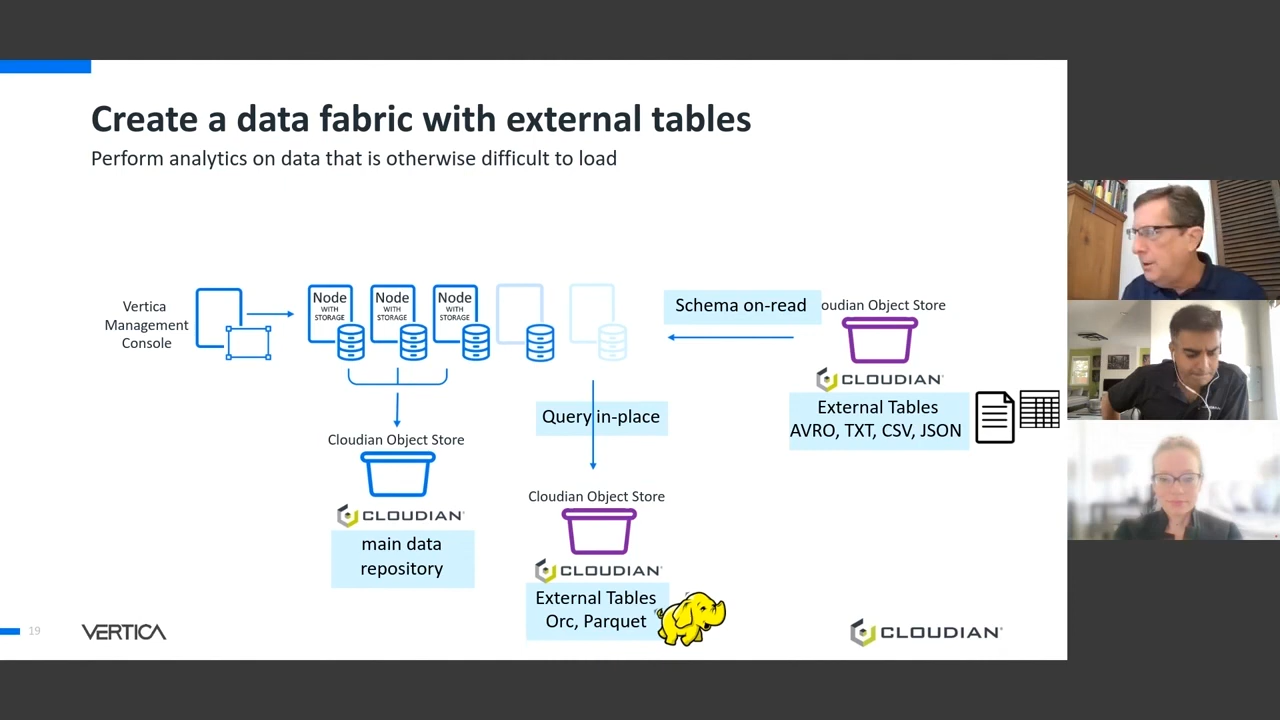 Create a data fabric with external tables
Perform analytics on data that is otherwise difficult to load
Vertica
Management
Console
Node
WITH
STORAGE
Node
WITH
STORAGE
Node
WITH
STORAGE
Schema on-read
oudian Object Store
CLOUDIAN
External Tables
AVRO, TXT, CSV, JSON
Query in-place
Cloudian Object Store
CLOUDIAN
main data
repository
Cloudian Object Store
CLOUDIAN
External Tables
Orc, Parquet
19
VERTICA
CLOUDIAN